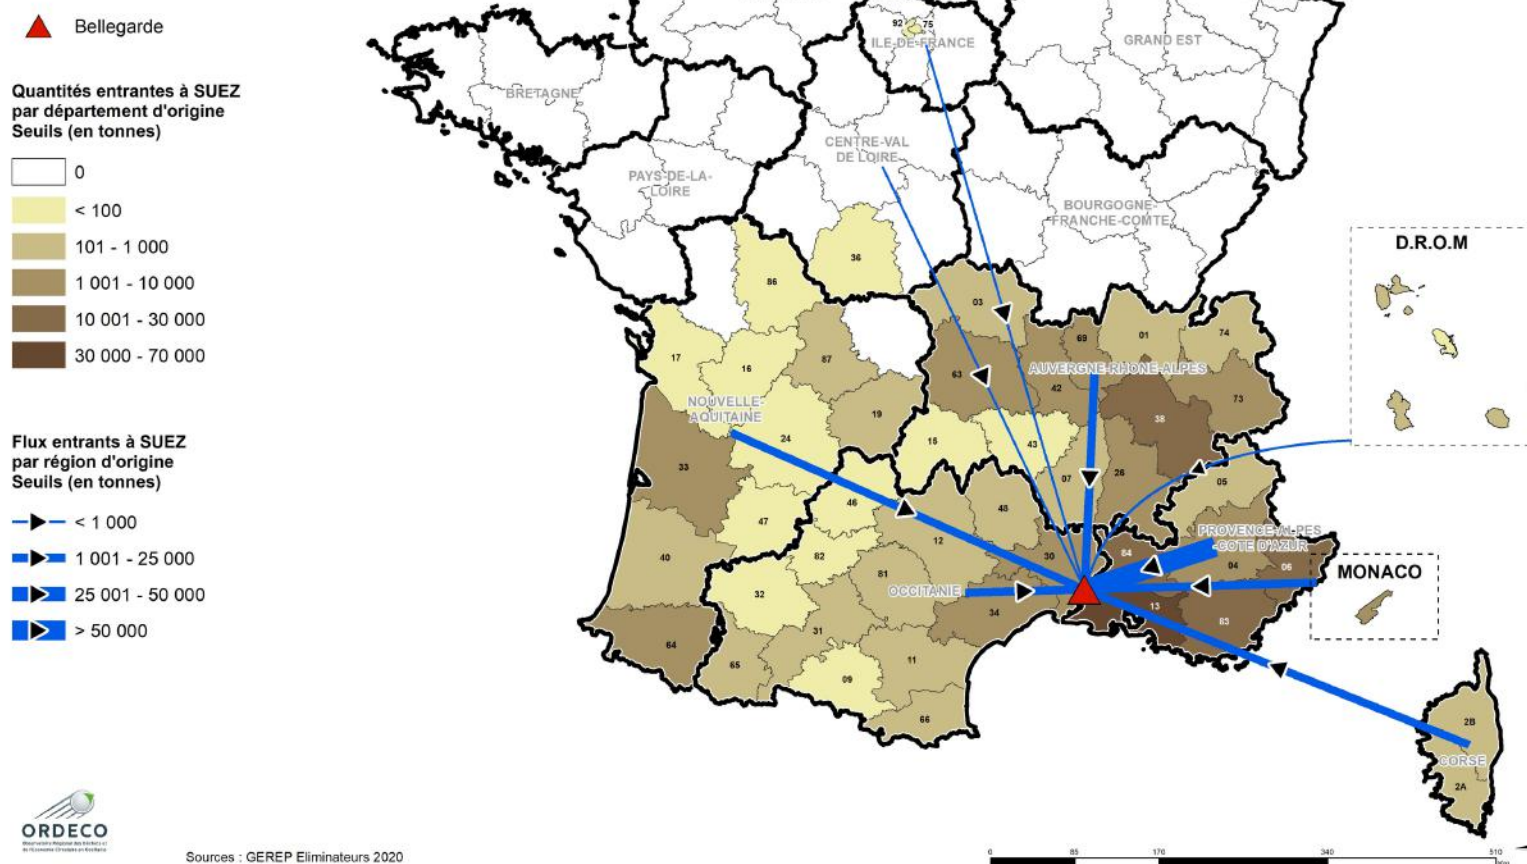 Bellegarde
Quantités entrantes à SUEZ
par département d'origine
Seuils (en tonnes)
0
< 100
101 - 1 000
1 001 - 10 000
10 001 - 30 000
30 000 - 70 000
Flux entrants à SUEZ
par région d'origine
Seuils (en tonnes)
< 1 000
1 001 - 25 000
25 001 - 50 000
> 50 000
92
75
ILE-DE-FRANCE
GRAND EST
BRETAGNE
CENTRE-VAL
DE LOIRE
PAYS-DE-LA-
LOIRE
BOURGOGNE-
FRANCHE-COMTE
D.R.O.M
36
86
03
69
01
74
17
16
87
63
42
AUVERGNE-RHONE-ALPES
73
NOUVELLE-
AQUITAINE
19
38
24
15
43
33
07
26
05
46
48
47
12
PROVENCE-ALPES
-COTE D'AZUR
40
82
30
84
04
06
MONACO
81
OCCITANIE
32
34
13
83
31
64
65
11
09
66
2B
CORSE
2A
ORDECO
Sources : GEREP Eliminateurs 2020
0
85
170
340
510